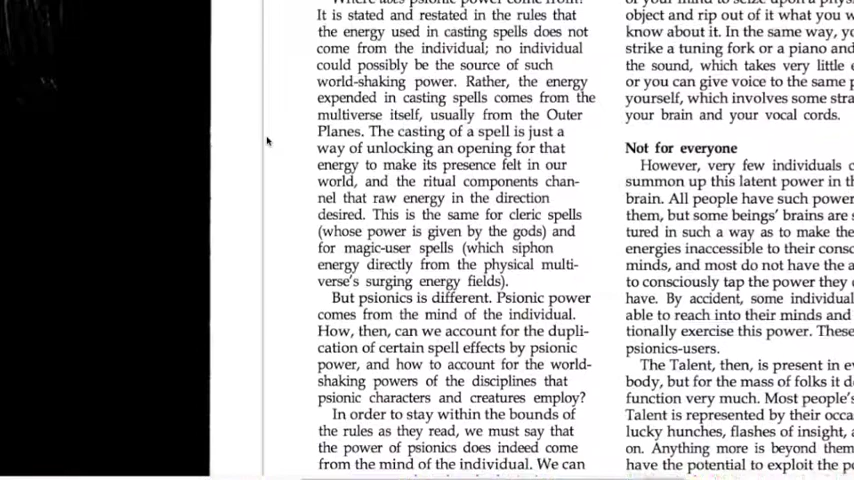 It is stated and restated in the rules that
the energy used in casting spells does not
come from the individual; no individual
could possibly be the source of such
world-shaking power. Rather, the energy
expended in casting spells comes from the
multiverse itself, usually from the Outer
Planes. The casting of a spell is just a
way of unlocking an opening for that
energy to make its presence felt in our
world, and the ritual components chan-
nel that raw energy in the direction
desired. This is the same for cleric spells
(whose power is given by the gods) and
for magic-user spells (which siphon
energy directly from the physical multi-
verse's surging energy fields).
But psionics is different. Psionic power
comes from the mind of the individual.
How, then, can we account for the dupli-
cation of certain spell effects by psionic
power, and how to account for the world-
shaking powers of the disciplines that
psionic characters and creatures employ?
In order to stay within the bounds of
the rules as they read, we must say that
the power of psionics does indeed come
from the mind of the individual. We can
object and rip out of it what you
know about it. In the same way,
strike a tuning fork or a piano and
the sound, which takes very little
or you can give voice to the same
yourself, which involves some
your brain and your vocal cords.
Not for everyone
However, very few individuals
summon up this latent power in
brain. All people have such power
them, but some beings' brains are
tured in such a way as to make
energies inaccessible to their
minds, and most do not have the
to consciously tap the power they
have. By accident, some
able to reach into their minds and
tionally exercise this power. These
psionics-users.
The Talent, then, is present in
body, but for the mass of folks it
function very much. Most people's
Talent is represented by their
lucky hunches, flashes of insight,
on. Anything more is beyond
have the potential to exploit the